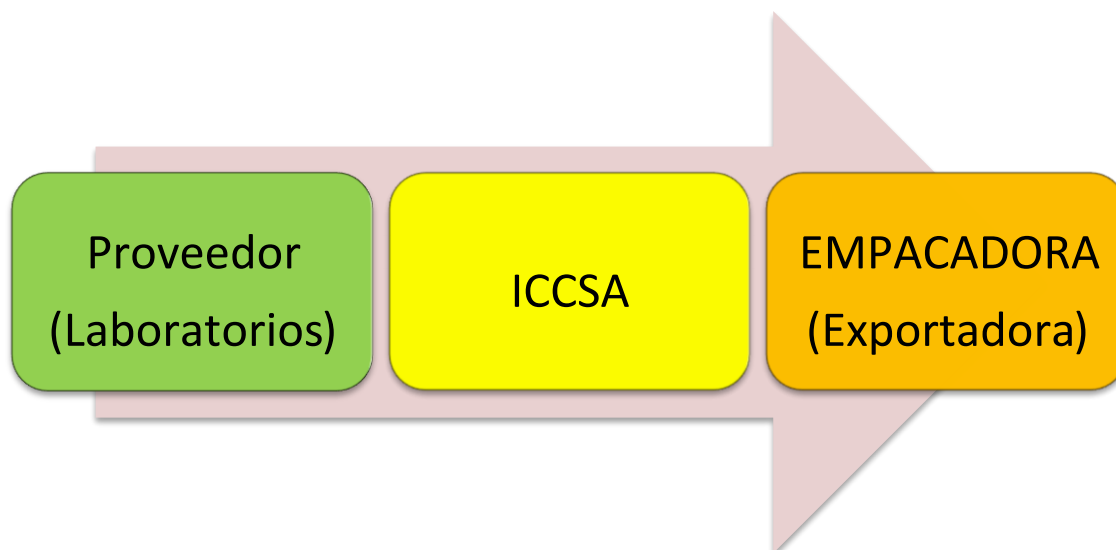 Proveedor
(Laboratorios)
ICCSA
EMPACADORA
(Exportadora)